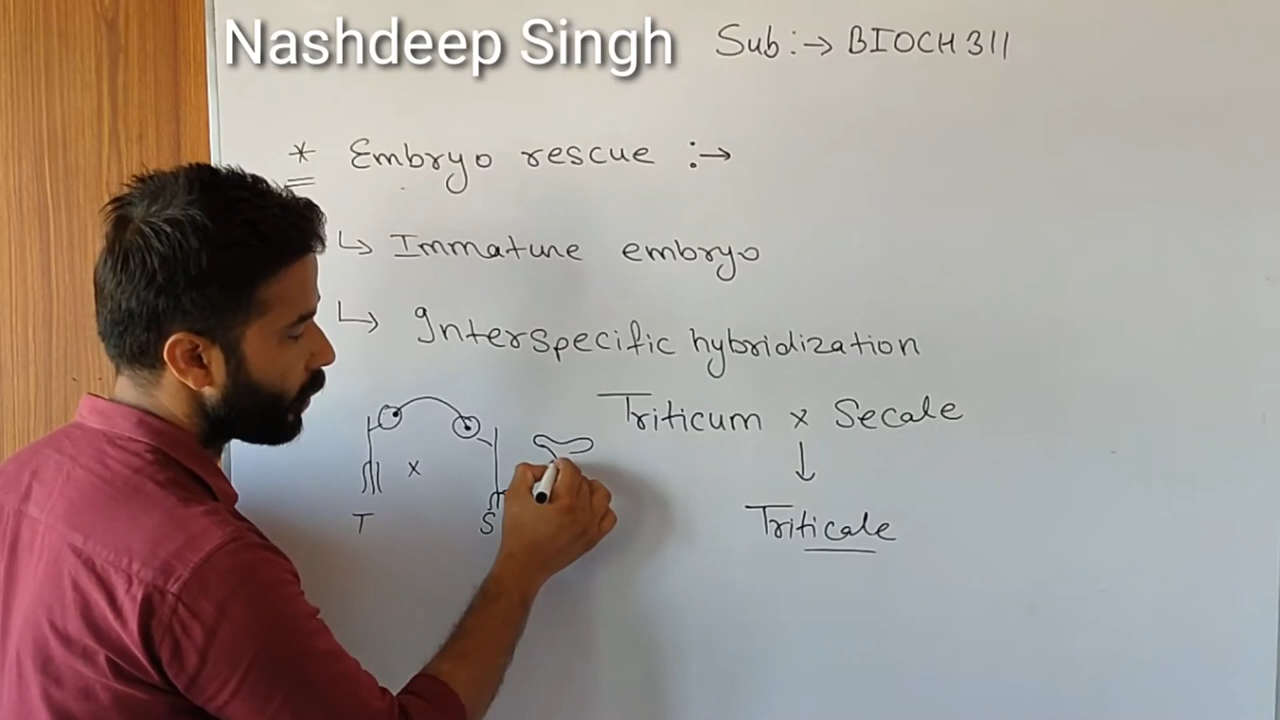 Nashdeep Singh
Sub :→ BIOCH 311
* Embryo rescue :→
↳ Immature embryo
↳ Interspecific hybridization
Triticum × Secale
↓
Triticale
×
T S